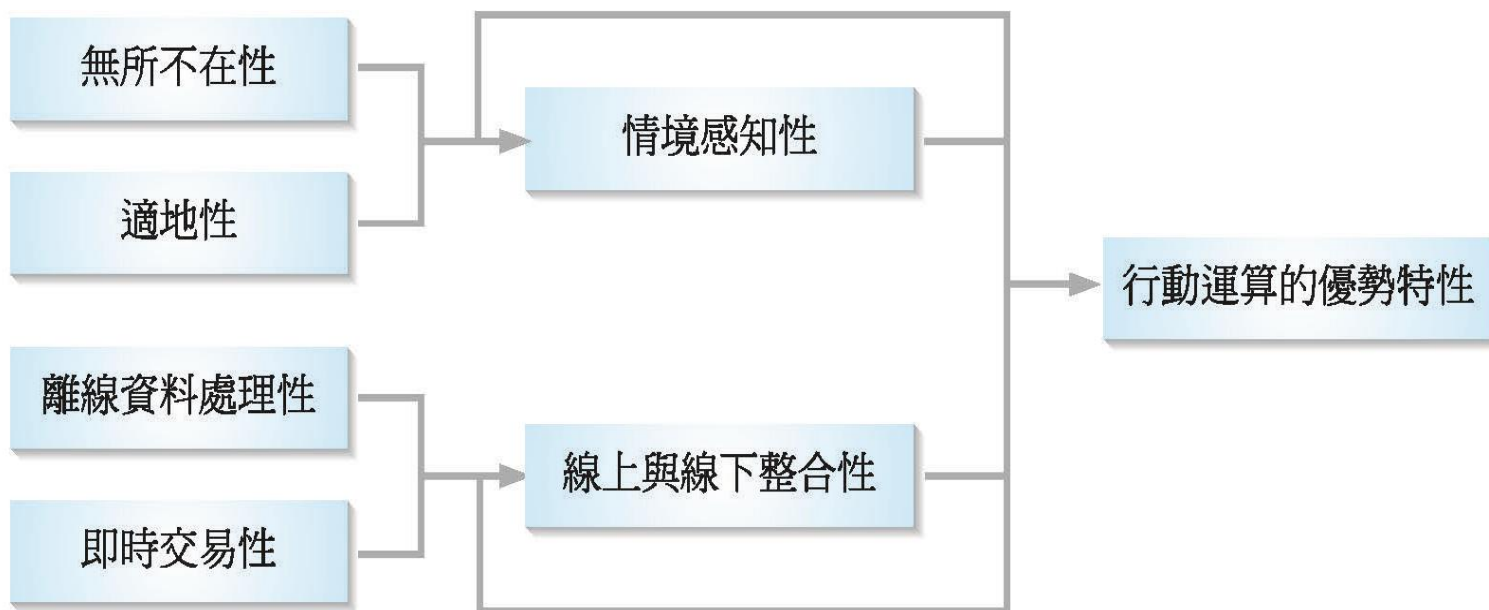 無所不在性
情境感知性
適地性
行動運算的優勢特性
離線資料處理性
線上與線下整合性
即時交易性